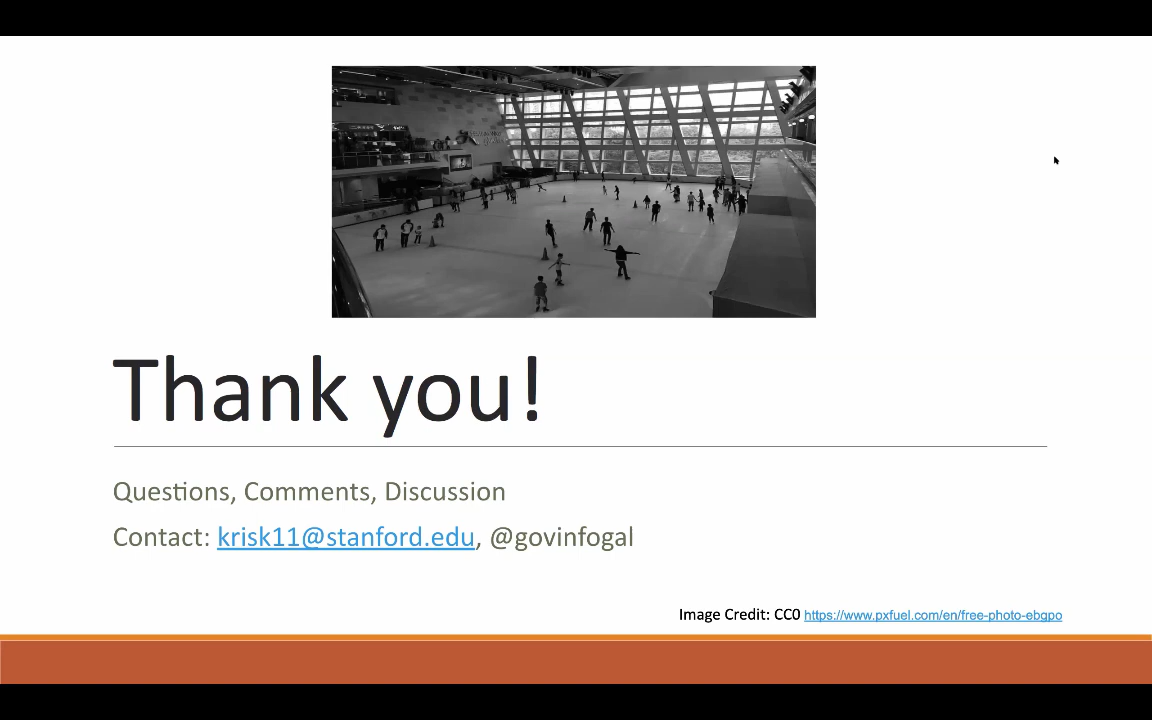 Thank you!
Questions, Comments, Discussion
Contact: krisk11@stanford.edu, @govinfogal
Image Credit: CC0 https://www.pxfuel.com/en/free-photo-ebgpo